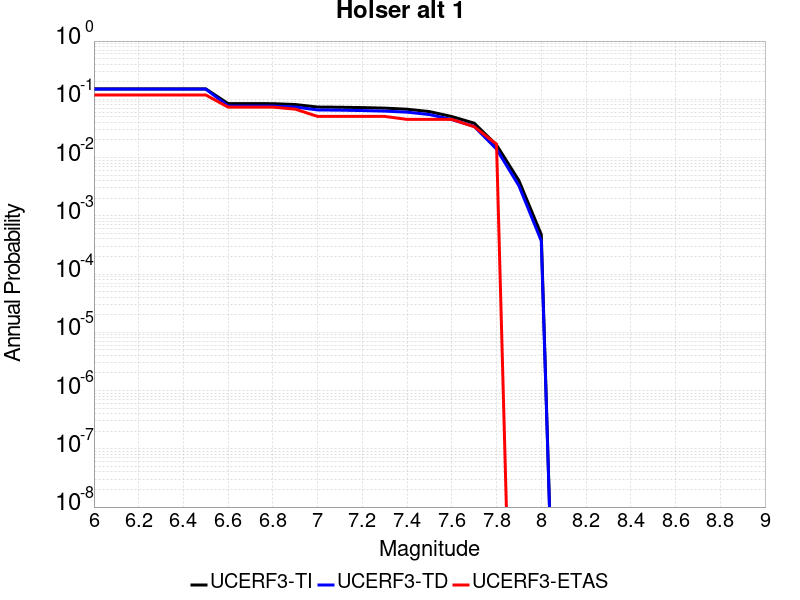 Holser alt 1
Annual Probability
10^0
10^-1
10^-2
10^-3
10^-4
10^-5
10^-6
10^-7
10^-8
6 6.2 6.4 6.6 6.8 7 7.2 7.4 7.6 7.8 8 8.2 8.4 8.6 8.8 9
Magnitude
UCERF3-TI UCERF3-TD UCERF3-ETAS